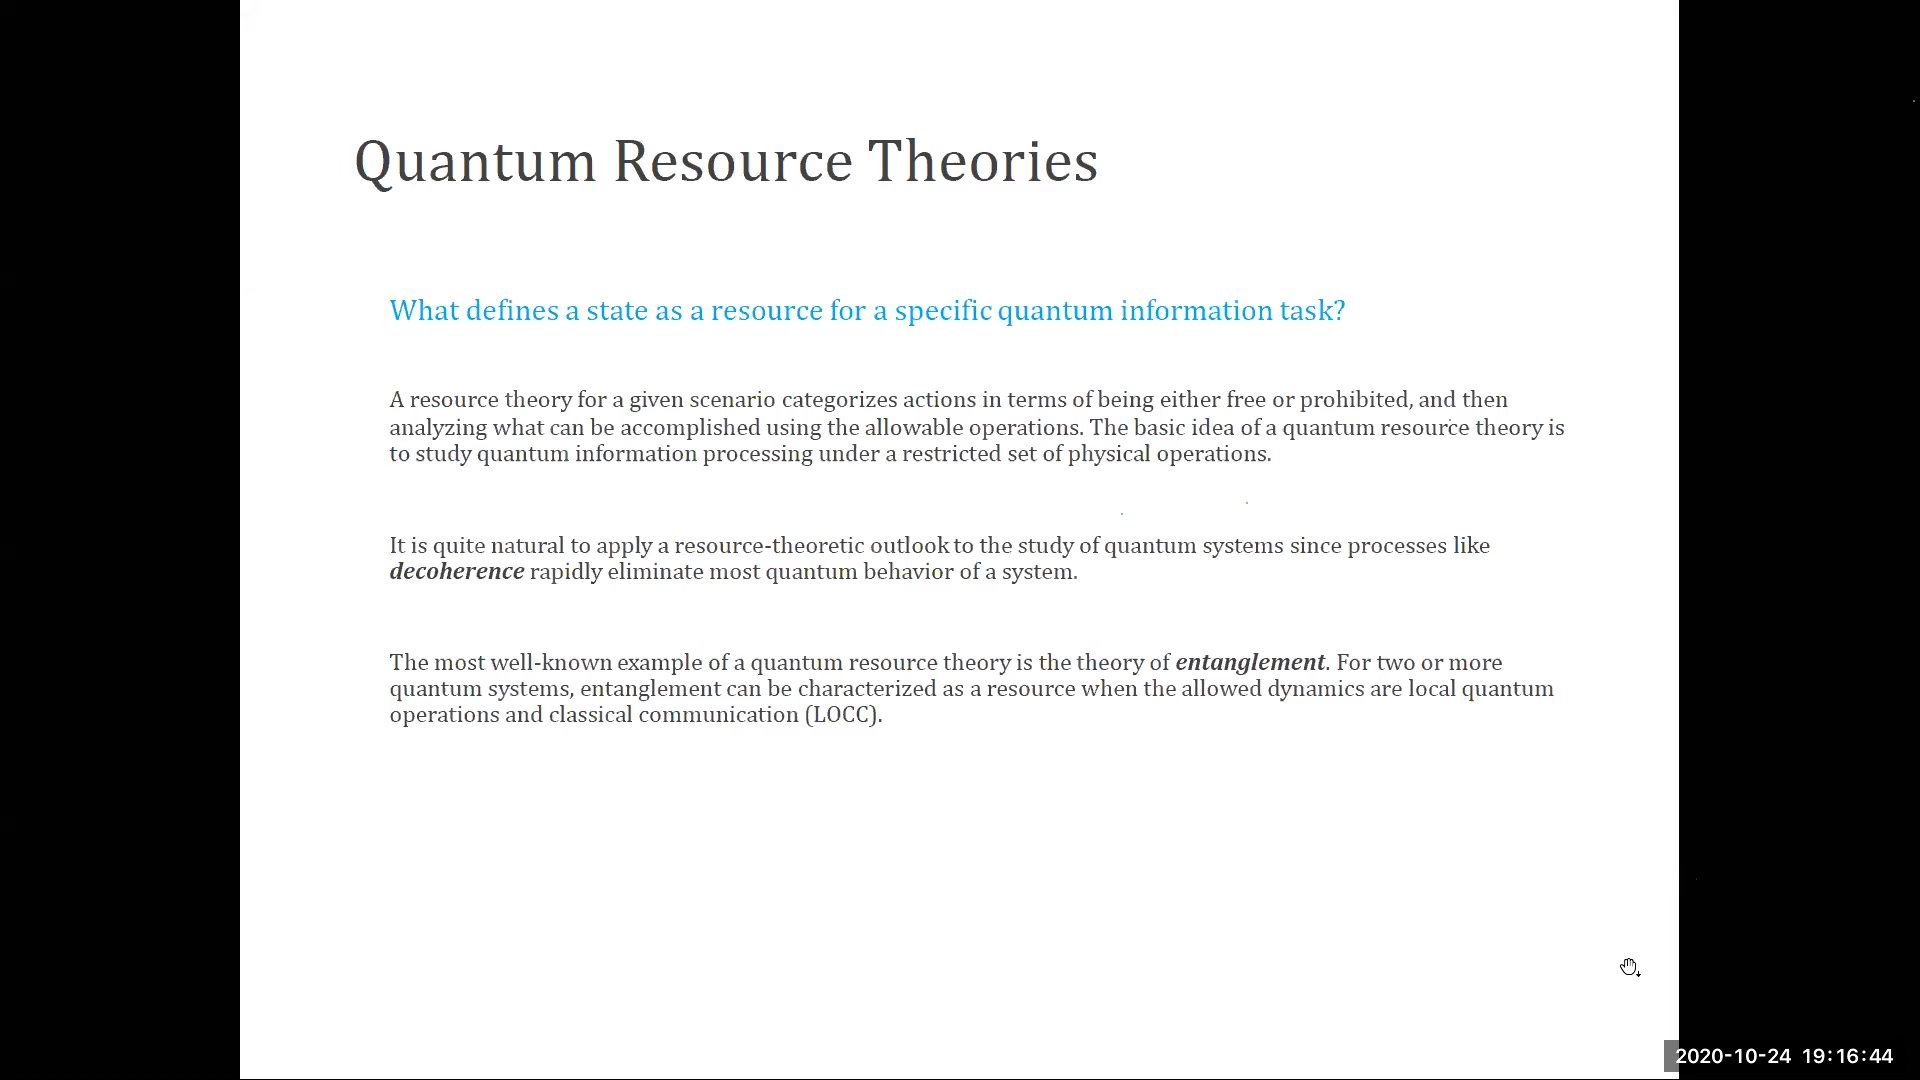 Quantum Resource Theories
What defines a state as a resource for a specific quantum information task?
A resource theory for a given scenario categorizes actions in terms of being either free or prohibited, and then
analyzing what can be accomplished using the allowable operations. The basic idea of a quantum resource theory is
to study quantum information processing under a restricted set of physical operations.
It is quite natural to apply a resource-theoretic outlook to the study of quantum systems since processes like
decoherence rapidly eliminate most quantum behavior of a system.
The most well-known example of a quantum resource theory is the theory of entanglement. For two or more
quantum systems, entanglement can be characterized as a resource when the allowed dynamics are local quantum
operations and classical communication (LOCC).
2020-10-24 19:16:44